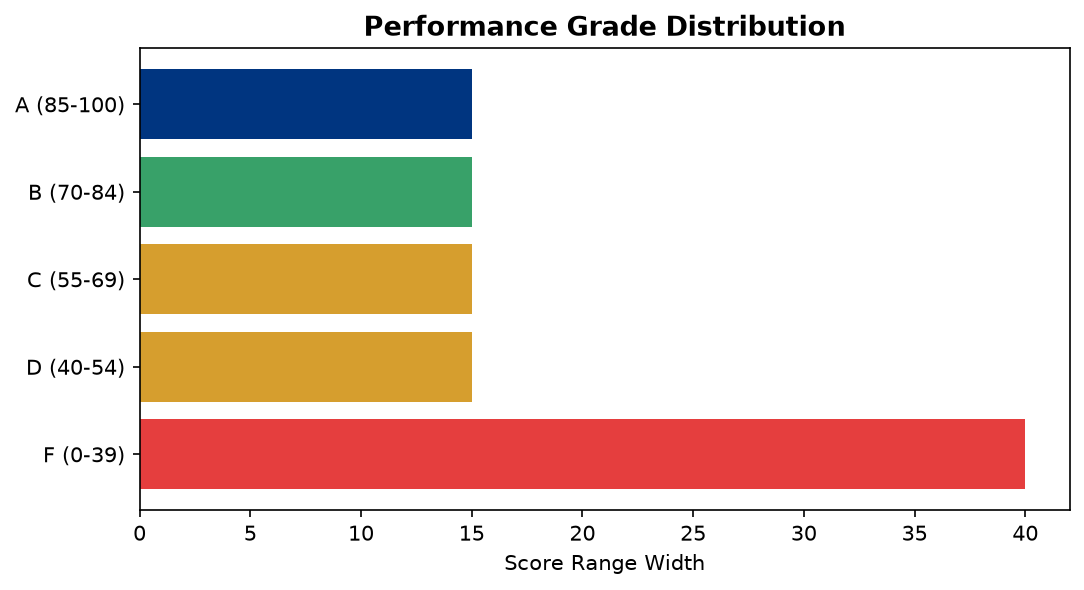 Performance Grade Distribution
A (85-100)
B (70-84)
C (55-69)
D (40-54)
F (0-39)
0 5 10 15 20 25 30 35 40
Score Range Width